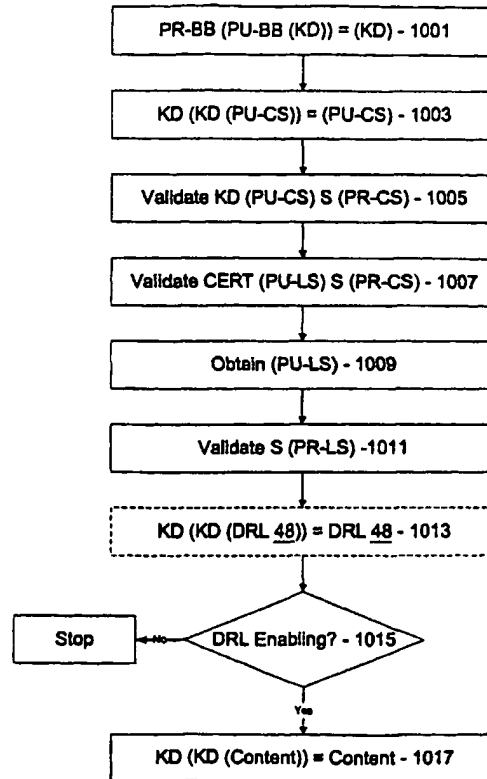 PR-BB (PU-BB (KD)) = (KD) - 1001
KD (KD (PU-CS)) = (PU-CS) - 1003
Validate KD (PU-CS) S (PR-CS) - 1005
Validate CERT (PU-LS) S (PR-CS) - 1007
Obtain (PU-LS) - 1009
Validate S (PR-LS) -1011
KD (KD (DRL 48)) = DRL 48 - 1013
DRL Enabling? - 1015
No
Stop
Yes
KD (KD (Content)) = Content - 1017